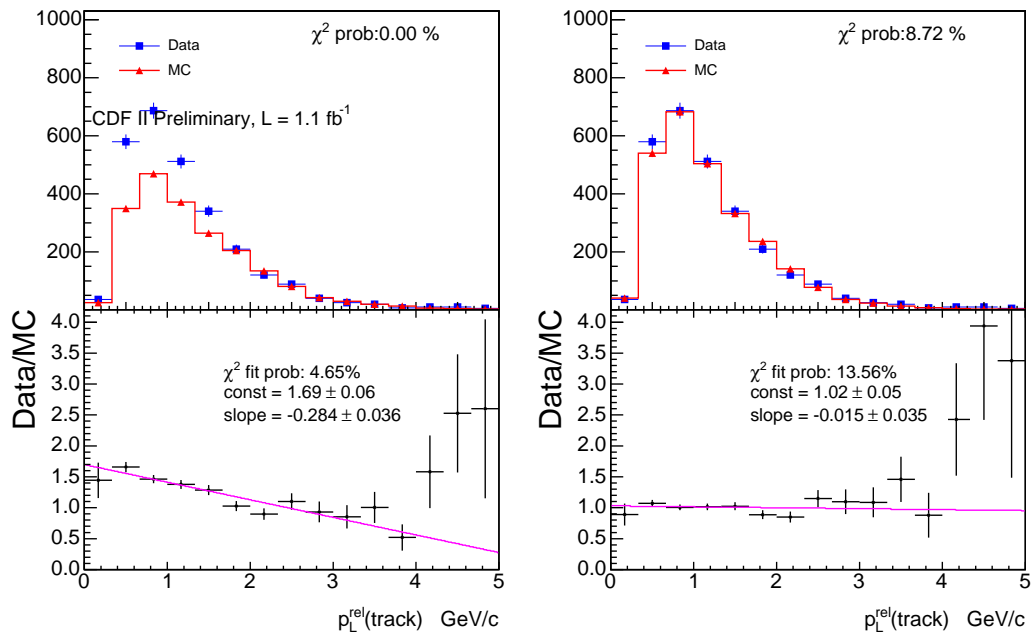 1000
800
600
400
200
χ² prob:0.00 %
Data
MC
CDF II Preliminary, L = 1.1 fb⁻¹
Data/MC
4.0
3.5
3.0
2.5
2.0
1.5
1.0
0.5
0.0
χ² fit prob: 4.65%
const = 1.69 ± 0.06
slope = -0.284 ± 0.036
0 1 2 3 4 5
p_L^rel(track) GeV/c
1000
800
600
400
200
χ² prob:8.72 %
Data
MC
Data/MC
4.0
3.5
3.0
2.5
2.0
1.5
1.0
0.5
0.0
χ² fit prob: 13.56%
const = 1.02 ± 0.05
slope = -0.015 ± 0.035
0 1 2 3 4 5
p_L^rel(track) GeV/c